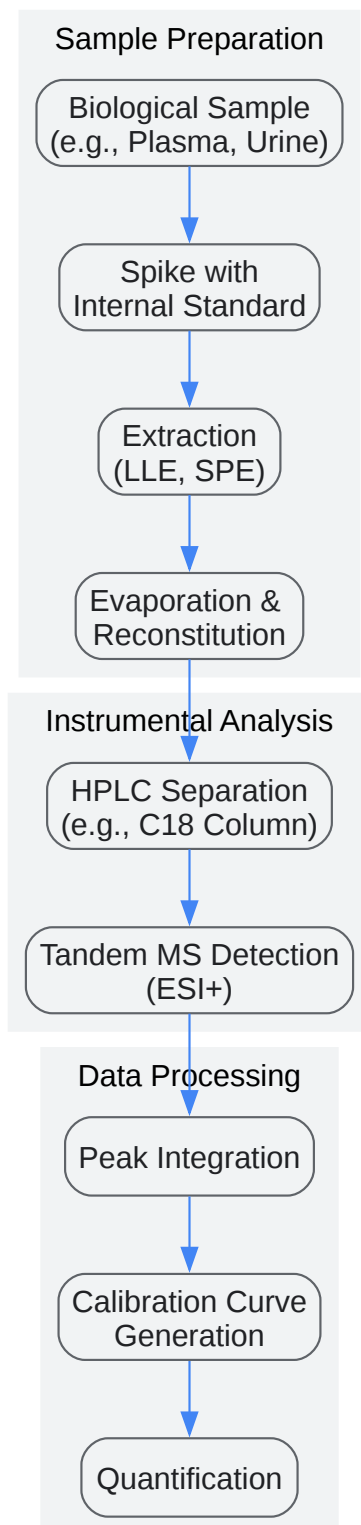 Sample Preparation
Biological Sample
(e.g., Plasma, Urine)
Spike with
Internal Standard
Extraction
(LLE, SPE)
Evaporation &
Reconstitution
Instrumental Analysis
HPLC Separation
(e.g., C18 Column)
Tandem MS Detection
(ESI+)
Data Processing
Peak Integration
Calibration Curve
Generation
Quantification